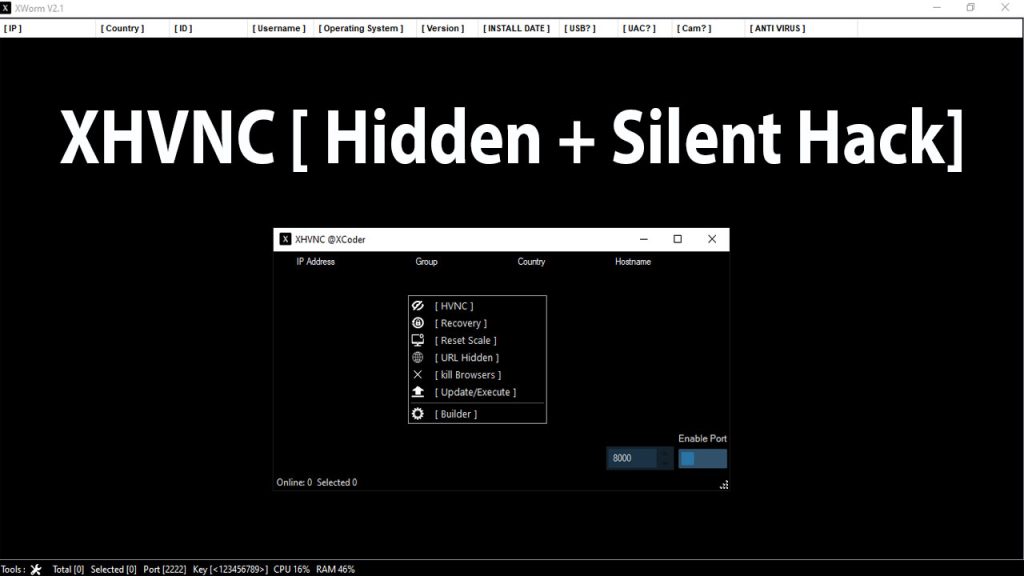 XWorm V2.1
[ IP ] [ Country ] [ ID ] [ Username ] [ Operating System ] [ Version ] [ INSTALL DATE ] [ USB? ] [ UAC? ] [ Cam? ] [ ANTI VIRUS ]
XHVNC [ Hidden + Silent Hack]
XHVNC @XCoder
IP Address Group Country Hostname
[ HVNC ]
[ Recovery ]
[ Reset Scale ]
[ URL Hidden ]
[ kill Browsers ]
[ Update/Execute ]
[ Builder ]
Enable Port
8000
Online: 0 Selected 0
Tools : Total [0] Selected [0] Port [2222] Key [<123456789>] CPU 16% RAM 46%